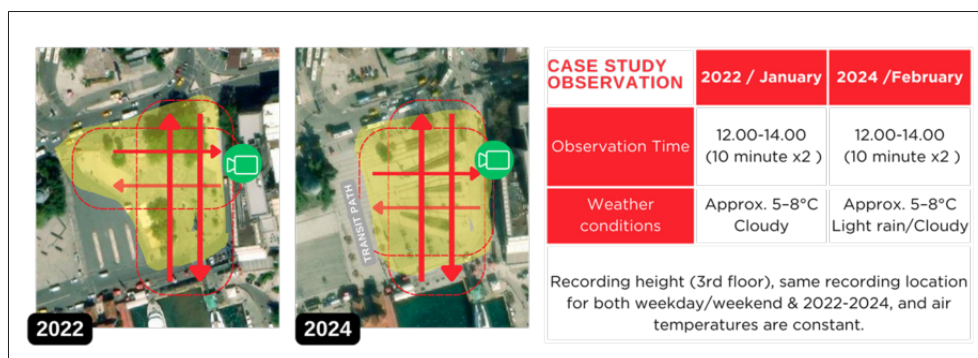 2022
TRANSIT PATH
2024
CASE STUDY
OBSERVATION
2022 / January
2024 /February
Observation Time
12.00-14.00
(10 minute x2 )
12.00-14.00
(10 minute x2 )
Weather
conditions
Approx. 5–8°C
Cloudy
Approx. 5–8°C
Light rain/Cloudy
Recording height (3rd floor), same recording location
for both weekday/weekend & 2022-2024, and air
temperatures are constant.